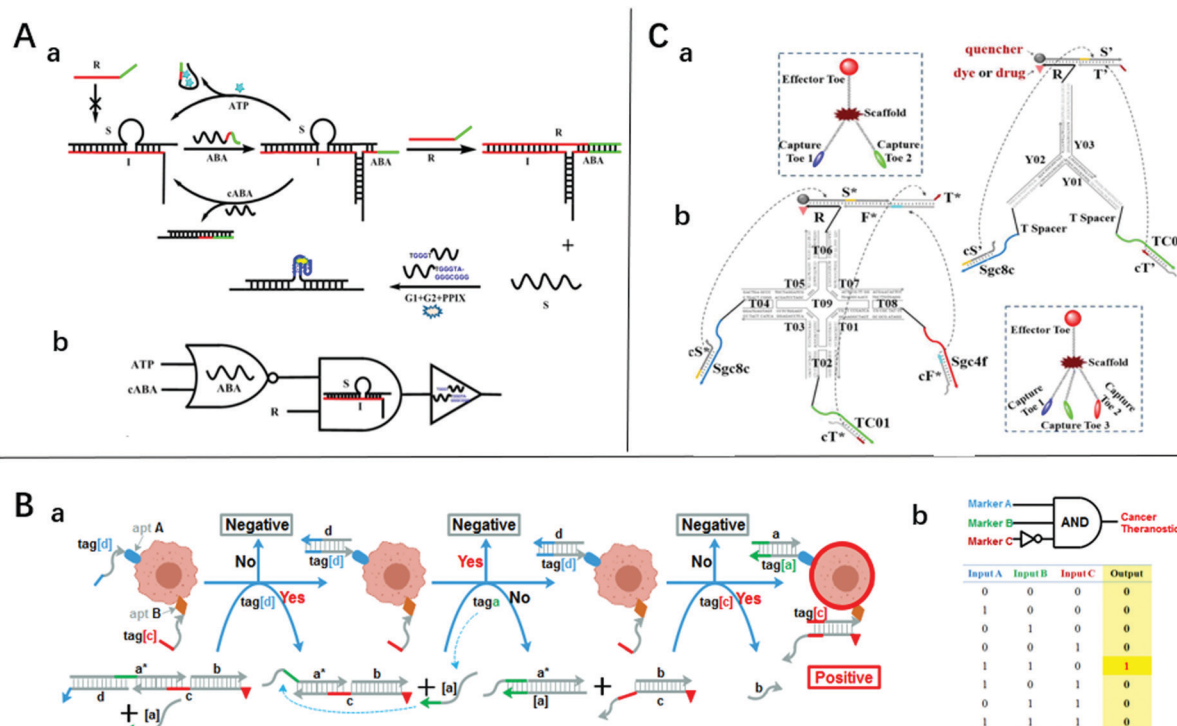 A
a
R
ATP
S
I
ABA
cABA
S
I
ABA
R
R
I
ABA
+
S
TGGGT
TGGGTA-
GGGCGGG
G1+G2+PPIX
b
ATP
cABA
ABA
R
S
I
C
a
Effector Toe
Scaffold
Capture
Toe 1
Capture
Toe 2
quencher
dye or drug
R
S'
T'
Y03
Y02
Y01
T Spacer
T Spacer
cS'
Sgc8c
cT'
b
S*
T*
R
F*
T06
T05
T07
T04
T09
T08
T03
T01
T02
cS*
Sgc8c
Sgc4f
cF*
TC01
cT*
Effector Toe
Scaffold
Capture
Toe 1
Capture
Toe 2
Capture Toe 3
B
a
apt A
tag[d]
apt B
tag[c]
Negative
No
tag[d]
Yes
d
tag[d]
Negative
Yes
taga
No
d
tag[d]
Negative
No
tag[c]
Yes
a
tag[a]
tag[c]
Positive
a*
b
d
c
+
[a]
a*
b
c
+
[a]
a*
[a]
+
b
c
b
b
Marker A
Marker B
Marker C
AND
Cancer
Theranostic
Input A Input B Input C Output
0 0 0 0
1 0 0 0
0 1 0 0
0 0 1 0
1 1 0 1
1 0 1 0
0 1 1 0
1 1 1 0